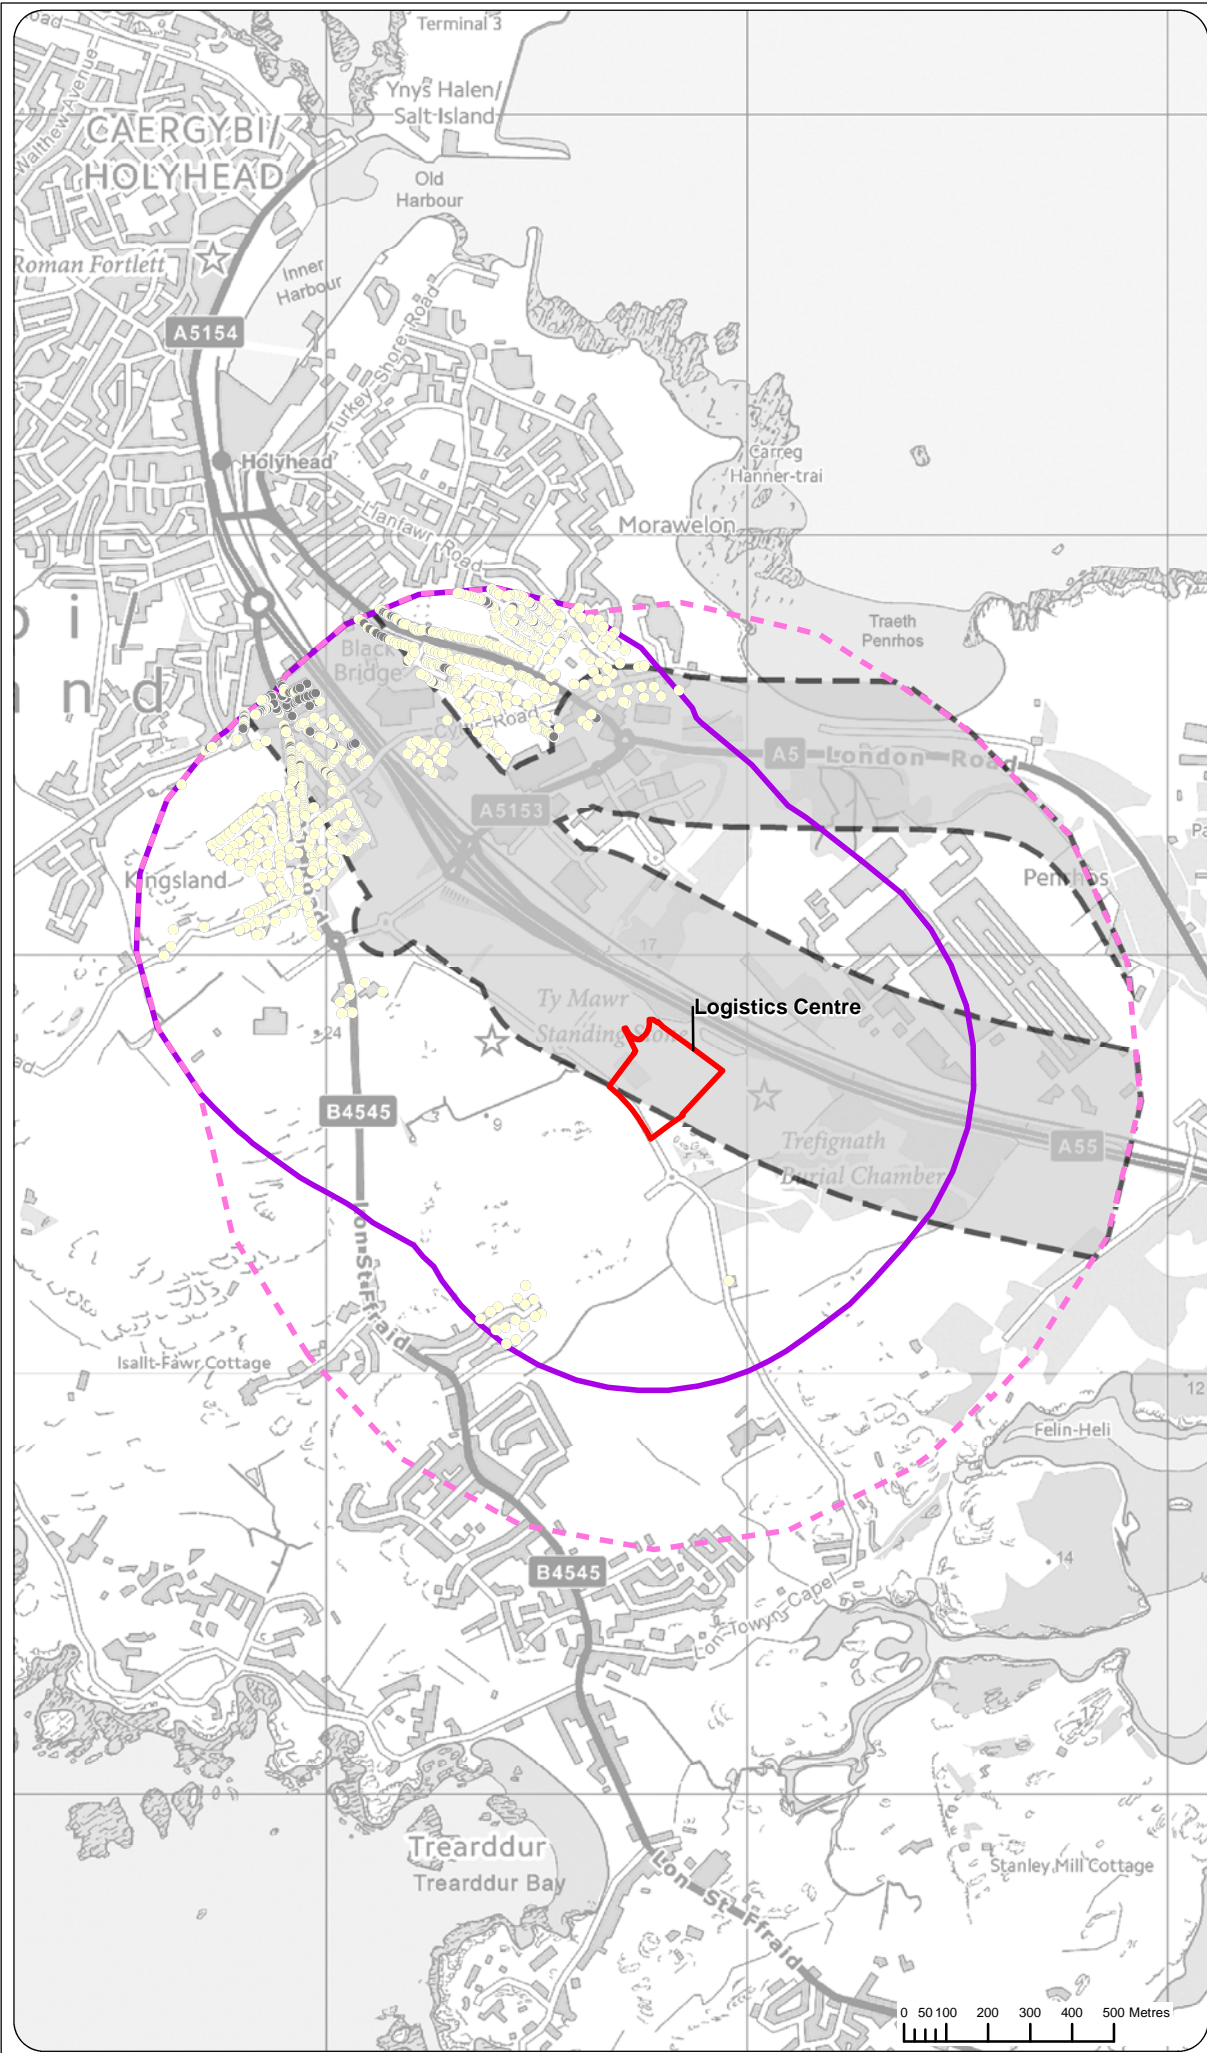 Terminal 3
Walthew Avenue
Ynys Halen/
Salt Island
CAERGYBI/
HOLYHEAD
Old
Harbour
Roman Fortlett
Inner
Harbour
A5154
Turkey Shore Road
Holyhead
Carreg
Hanner-trai
Llanfawr Road
Morawelon
Traeth
Penrhos
Black
Bridge
Cyttir Road
A5
London Road
A5153
Kingsland
Penrhos
17
Ty Mawr
Standing Stone
Logistics Centre
24
B4545
9
Trefignath
Burial Chamber
A55
Lon St Ffraid
Isallt-Fawr Cottage
12
Felin-Heli
14
B4545
Lon Towyn Capel
Trearddur
Trearddur Bay
Stanley Mill Cottage
Lon St Ffraid
0 50 100 200 300 400 500 Metres